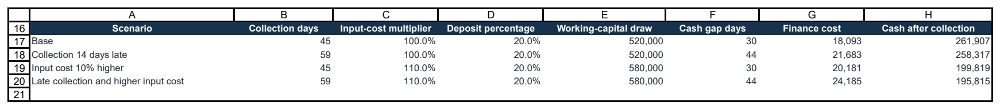 A B C D E F G H
16 Scenario Collection days Input-cost multiplier Deposit percentage Working-capital draw Cash gap days Finance cost Cash after collection
17 Base 45 100.0% 20.0% 520,000 30 18,093 261,907
18 Collection 14 days late 59 100.0% 20.0% 520,000 44 21,683 258,317
19 Input cost 10% higher 45 110.0% 20.0% 580,000 30 20,181 199,819
20 Late collection and higher input cost 59 110.0% 20.0% 580,000 44 24,185 195,815
21